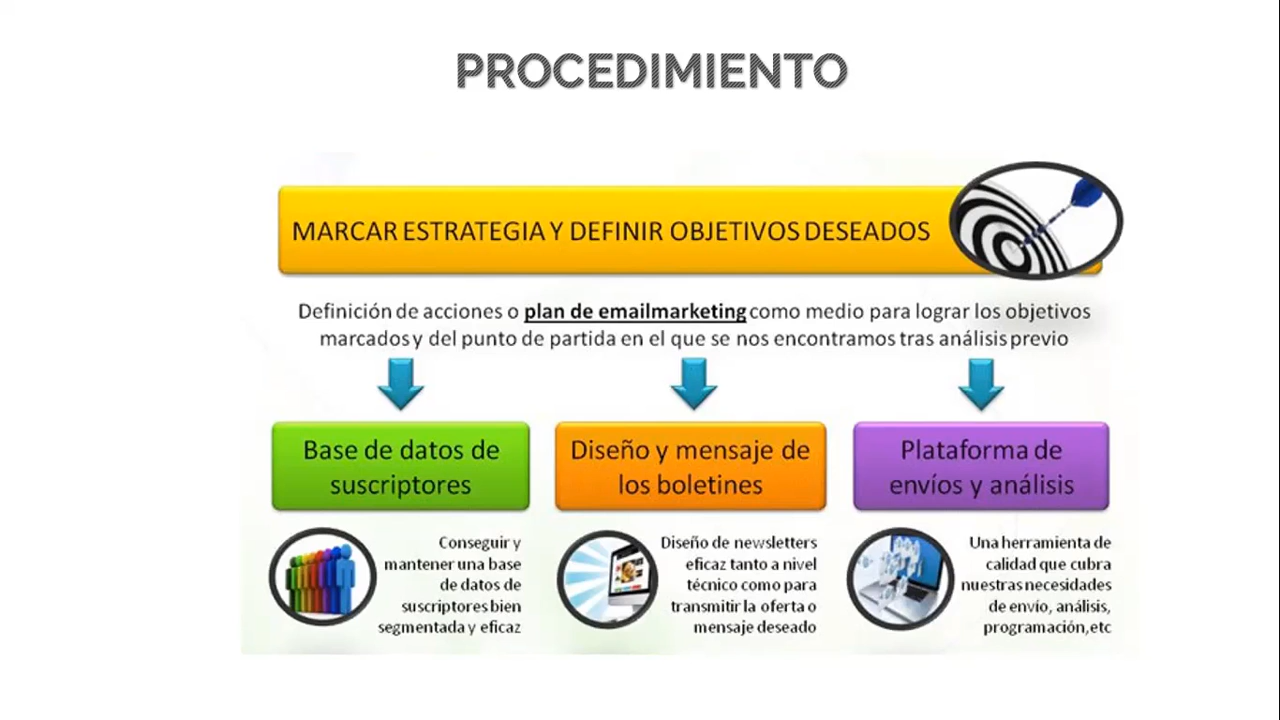 PROCEDIMIENTO
MARCAR ESTRATEGIA Y DEFINIR OBJETIVOS DESEADOS
Definición de acciones o plan de emailmarketing como medio para lograr los objetivos
marcados y del punto de partida en el que se nos encontramos tras análisis previo
Base de datos de
suscriptores
Conseguir y
mantener una base
de datos de
suscriptores bien
segmentada y eficaz
Diseño y mensaje de
los boletines
Diseño de newsletters
eficaz tanto a nivel
técnico como para
transmitir la oferta o
mensaje deseado
Plataforma de
envíos y análisis
Una herramienta de
calidad que cubra
nuestras necesidades
de envío, análisis,
programación,etc